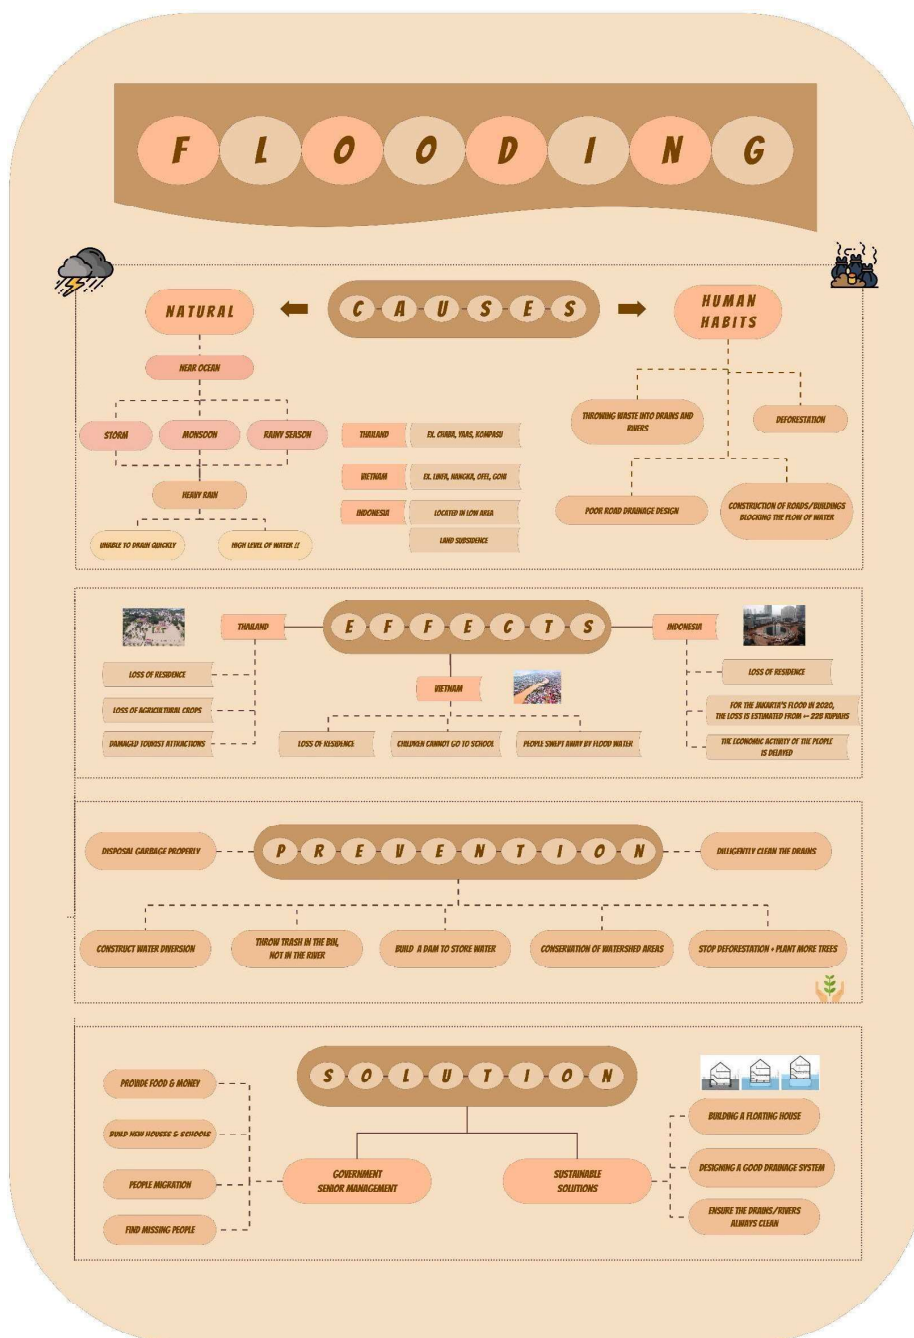 FLOODING
NATURAL
CAUSES
HUMAN
HABITS
NEAR OCEAN
STORM
MONSOON
RAINY SEASON
HEAVY RAIN
UNABLE TO DRAIN QUICKLY
HIGH LEVEL OF WATER !!
THAILAND
EX. CHABA, YAAS, KOMPASU
VIETNAM
EX. LINFA, NANGKA, OFEL, GONI
INDONESIA
LOCATED IN LOW AREA
LAND SUBSIDENCE
THROWING WASTE INTO DRAINS AND
RIVERS
DEFORESTATION
POOR ROAD DRAINAGE DESIGN
CONSTRUCTION OF ROADS/BUILDINGS
BLOCKING THE FLOW OF WATER
EFFECTS
THAILAND
LOSS OF RESIDENCE
LOSS OF AGRICULTURAL CROPS
DAMAGED TOURIST ATTRACTIONS
VIETNAM
LOSS OF RESIDENCE
CHILDREN CANNOT GO TO SCHOOL
PEOPLE SWEPT AWAY BY FLOOD WATER
INDONESIA
LOSS OF RESIDENCE
FOR THE JAKARTA'S FLOOD IN 2020,
THE LOSS IS ESTIMATED FROM RUPIAHS
THE ECONOMIC ACTIVITY OF THE PEOPLE
IS DELAYED
PREVENTION
DISPOSAL GARBAGE PROPERLY
DILLIGENTLY CLEAN THE DRAINS
CONSTRUCT WATER DIVERSION
THROW TRASH IN THE BIN,
NOT IN THE RIVER
BUILD A DAM TO STORE WATER
CONSERVATION OF WATERSHED AREAS
STOP DEFORESTATION + PLANT MORE TREES
SOLUTION
PROVIDE FOOD & MONEY
BUILD NEW HOUSES & SCHOOLS
PEOPLE MIGRATION
FIND MISSING PEOPLE
GOVERNMENT
SENIOR MANAGEMENT
SUSTAINABLE
SOLUTIONS
BUILDING A FLOATING HOUSE
DESIGNING A GOOD DRAINAGE SYSTEM
ENSURE THE DRAINS/RIVERS
ALWAYS CLEAN